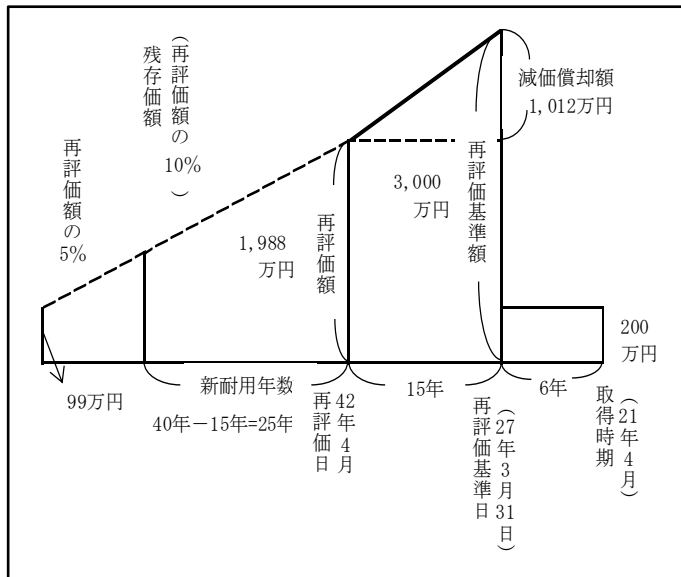 残存価額
（再評価額の10%）
再評価額の
5%
減価償却額
1,012万円
3,000
万円
再評価基準額
1,988
万円
再評価額
200
万円
99万円
新耐用年数
40年－15年=25年
15年
6年
42年4月
再評価日
（27年3月31日）
再評価基準日
（21年4月）
取得時期